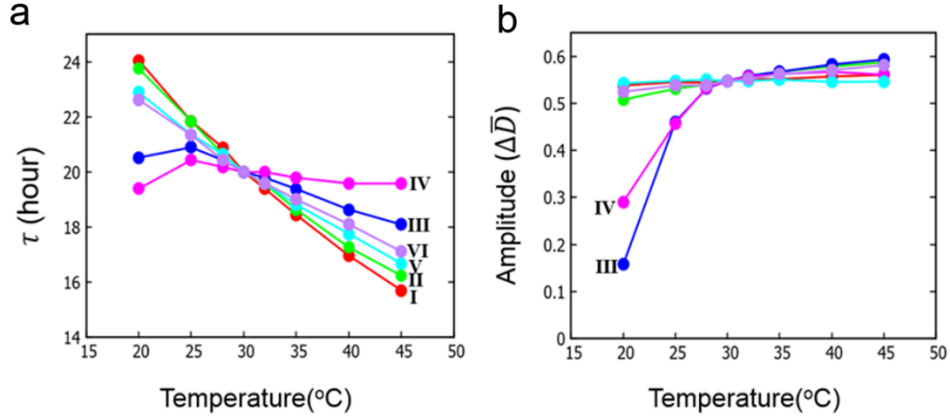 a
24
22
20
18
16
14
15 20 25 30 35 40 45 50
τ (hour)
Temperature(°C)
IV
III
VI
V
II
I
b
0.6
0.5
0.4
0.3
0.2
0.1
0
15 20 25 30 35 40 45 50
Amplitude (ΔD̅)
Temperature(°C)
IV
III